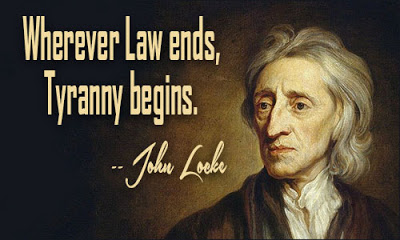 Wherever Law ends,
Tyranny begins.
-- John Locke